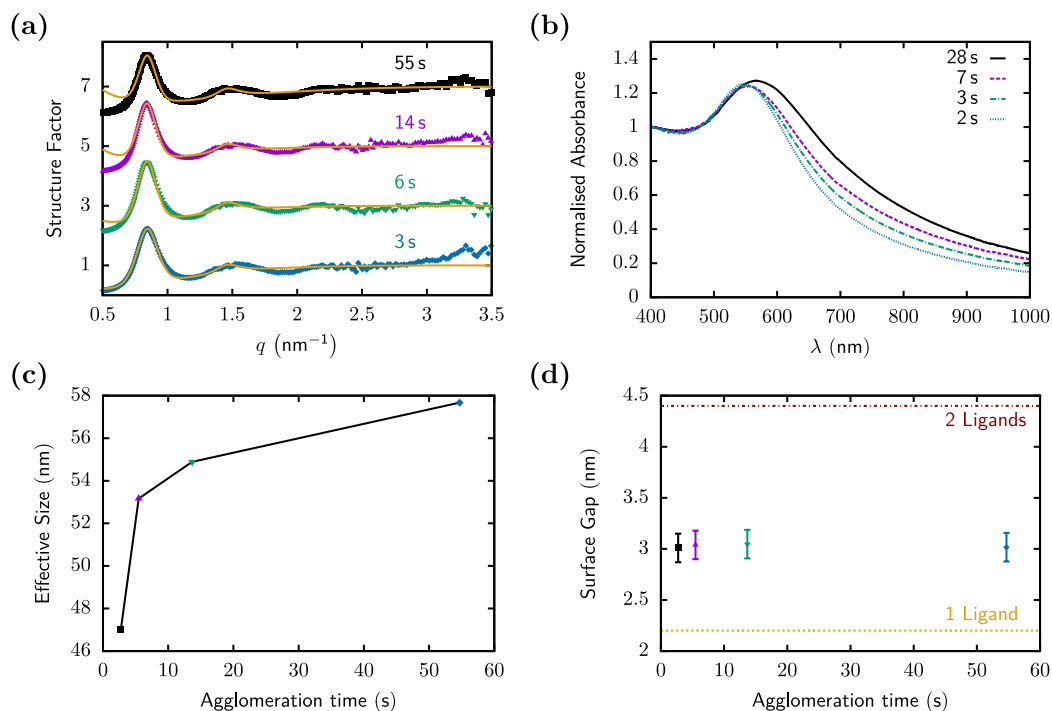 (a)
Structure Factor
7
5
3
1
55 s
14 s
6 s
3 s
0.5 1 1.5 2 2.5 3 3.5
q (nm⁻¹)
(b)
Normalised Absorbance
1.4
1.2
1
0.8
0.6
0.4
0.2
0
28 s
7 s
3 s
2 s
400 500 600 700 800 900 1000
λ (nm)
(c)
Effective Size (nm)
58
56
54
52
50
48
46
0 10 20 30 40 50 60
Agglomeration time (s)
(d)
Surface Gap (nm)
4.5
4
3.5
3
2.5
2
2 Ligands
1 Ligand
0 10 20 30 40 50 60
Agglomeration time (s)